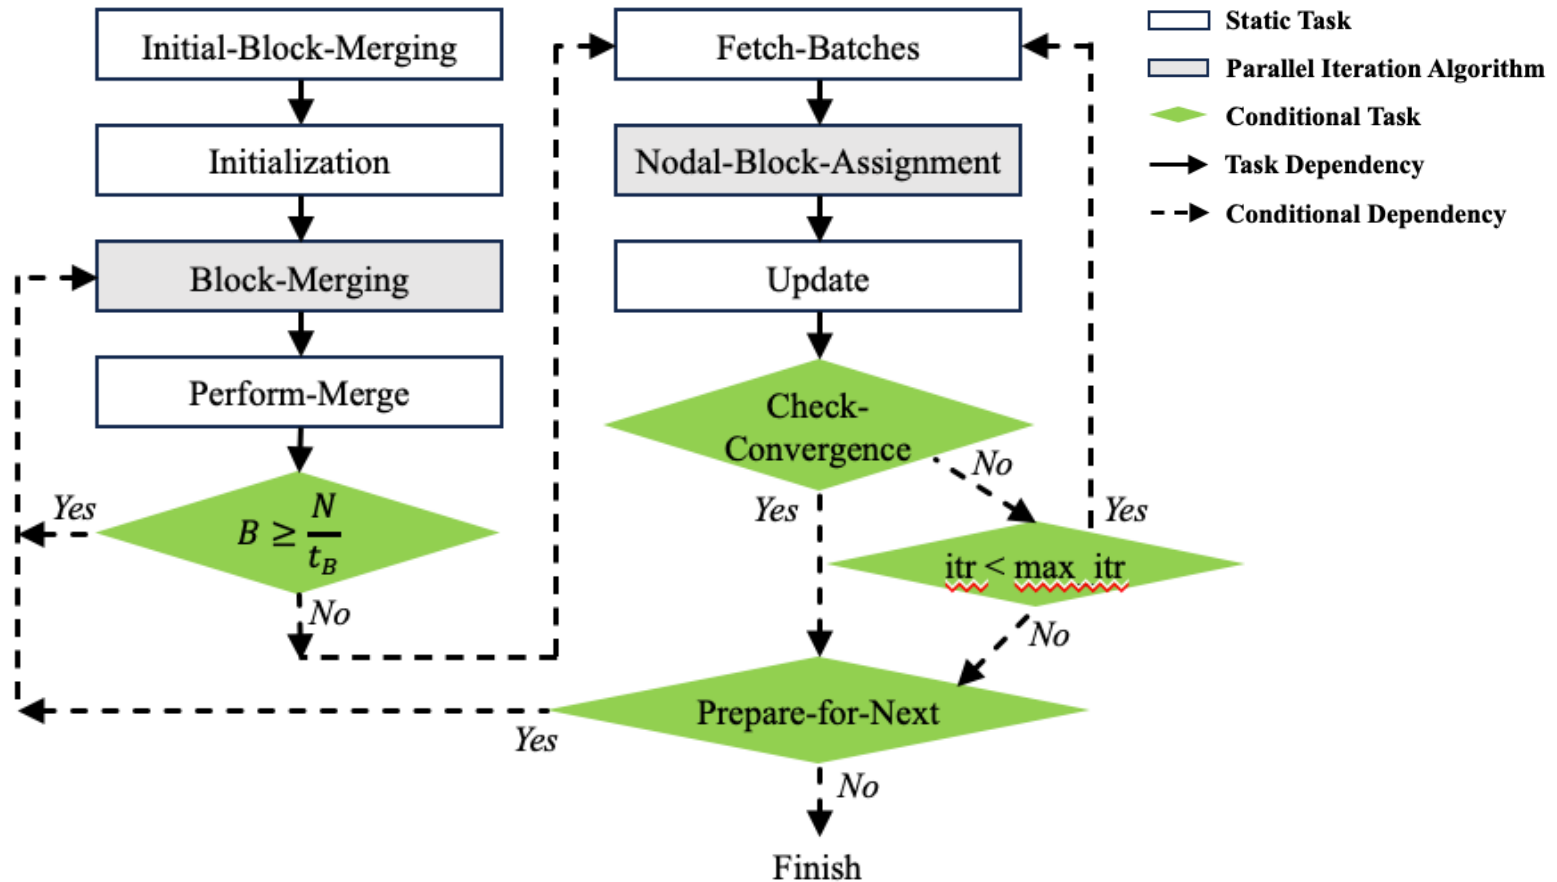 Initial-Block-Merging
Initialization
Block-Merging
Perform-Merge
Yes
B ≥ N/t_B
No
Fetch-Batches
Nodal-Block-Assignment
Update
Check-
Convergence
No
Yes
Yes
itr < max_itr
No
Prepare-for-Next
Yes
No
Finish
Static Task
Parallel Iteration Algorithm
Conditional Task
Task Dependency
Conditional Dependency